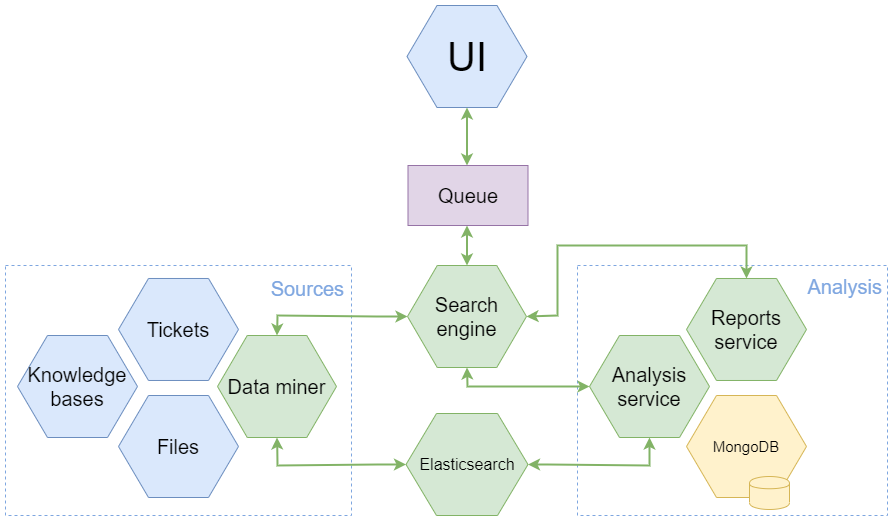 UI
Queue
Sources
Tickets
Knowledge
bases
Data miner
Files
Search
engine
Elasticsearch
Analysis
Reports
service
Analysis
service
MongoDB